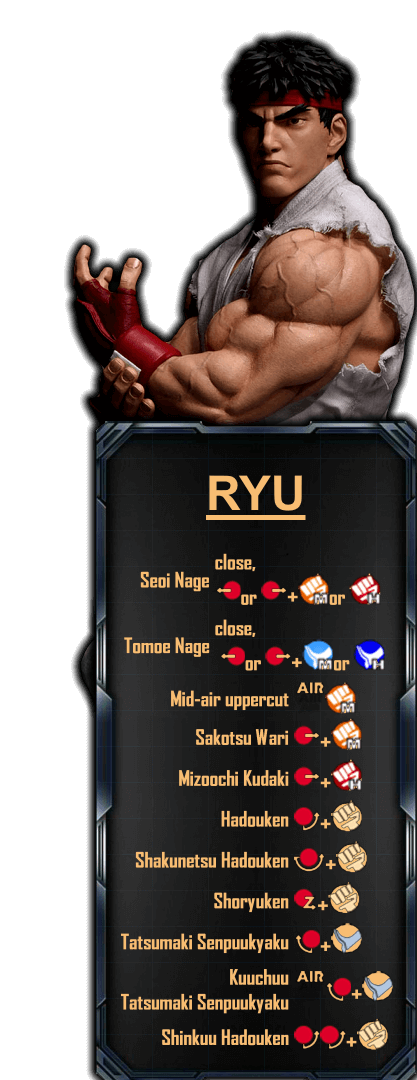 RYU
close,
Seoi Nage or + M or H
close,
Tomoe Nage or + M or H
Mid-air uppercut AIR M
Sakotsu Wari + M
Mizoochi Kudaki + H
Hadouken +
Shakunetsu Hadouken +
Shoryuken Z +
Tatsumaki Senpuukyaku +
Kuuchuu AIR
Tatsumaki Senpuukyaku +
Shinkuu Hadouken +